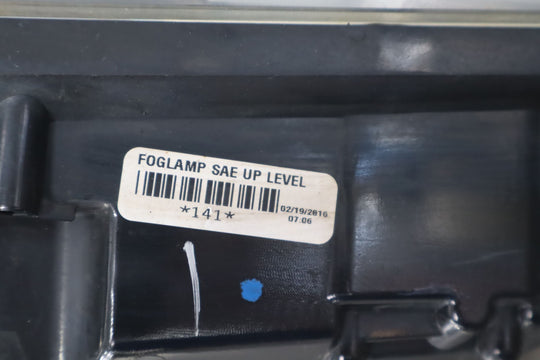 FOGLAMP SAE UP LEVEL
02/19/2016
*141*
07.06